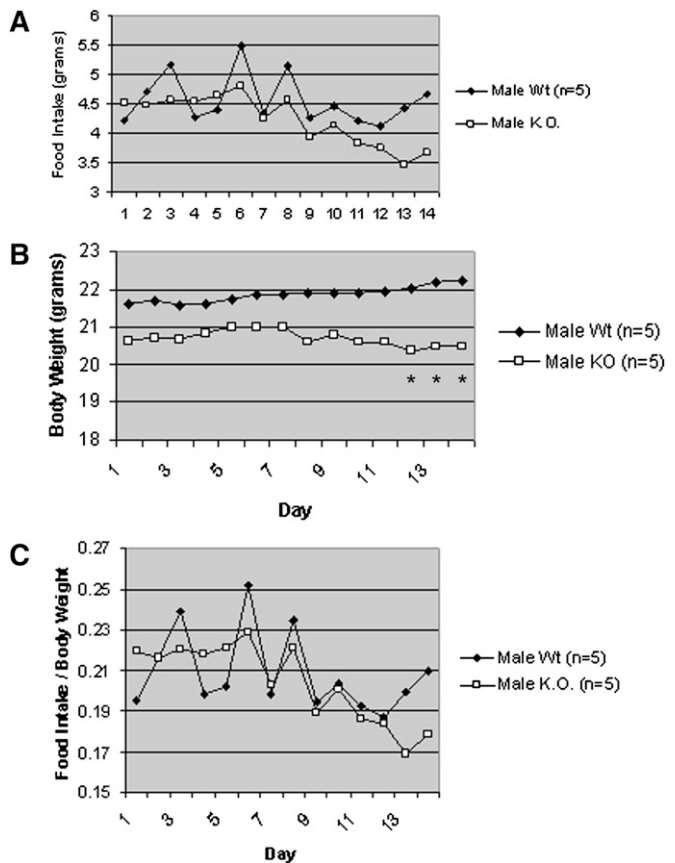 A
Food Intake (grams)
6
5.5
5
4.5
4
3.5
3
1 2 3 4 5 6 7 8 9 10 11 12 13 14
Male Wt (n=5)
Male K.O.
B
Body Weight (grams)
23
22
21
20
19
18
* * *
1 3 5 7 9 11 13
Day
Male Wt (n=5)
Male KO (n=5)
C
Food Intake / Body Weight
0.27
0.25
0.23
0.21
0.19
0.17
0.15
1 3 5 7 9 11 13
Day
Male Wt (n=5)
Male K.O. (n=5)